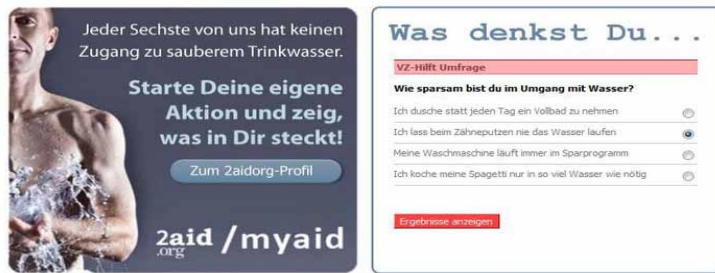 Jeder Sechste von uns hat keinen
Zugang zu sauberem Trinkwasser.
Starte Deine eigene
Aktion und zeig,
was in Dir steckt!
Zum 2aidorg-Profil
2aid
.org
/myaid
Was denkst Du...
VZ-Hilft Umfrage
Wie sparsam bist du im Umgang mit Wasser?
Ich dusche statt jeden Tag ein Vollbad zu nehmen
Ich lass beim Zähneputzen nie das Wasser laufen
Meine Waschmaschine läuft immer im Sparprogramm
Ich koche meine Spagetti nur in so viel Wasser wie nötig
Ergebnisse anzeigen